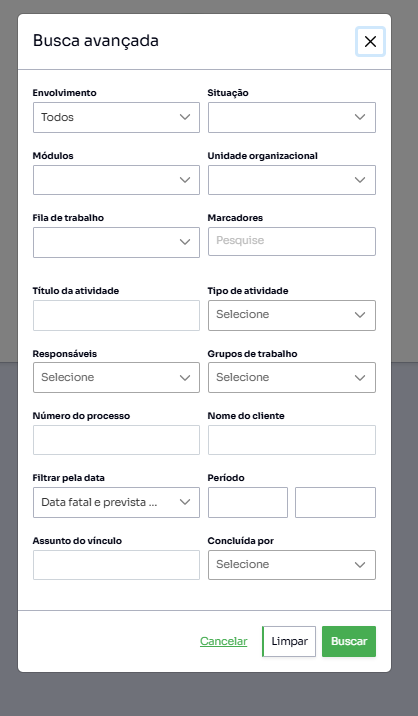 Busca avançada
Envolvimento
Situação
Todos
Módulos
Unidade organizacional
Fila de trabalho
Marcadores
Pesquise
Título da atividade
Tipo de atividade
Selecione
Responsáveis
Grupos de trabalho
Selecione
Selecione
Número do processo
Nome do cliente
Filtrar pela data
Período
Data fatal e prevista ...
Assunto do vínculo
Concluída por
Selecione
Cancelar
Limpar
Buscar